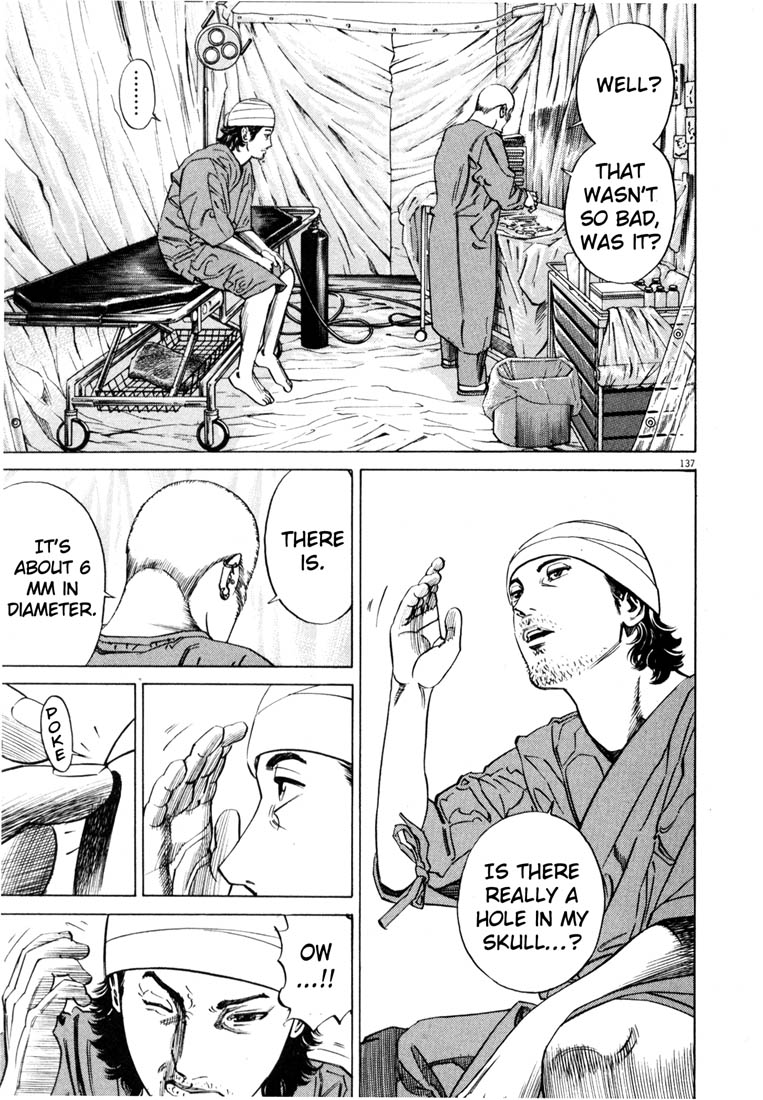 WELL?
THAT
WASN'T
SO BAD,
WAS IT?
........
137
IS THERE
REALLY A
HOLE IN MY
SKULL...?
THERE
IS.
IT'S
ABOUT 6
MM IN
DIAMETER.
POKE
OW
...!!